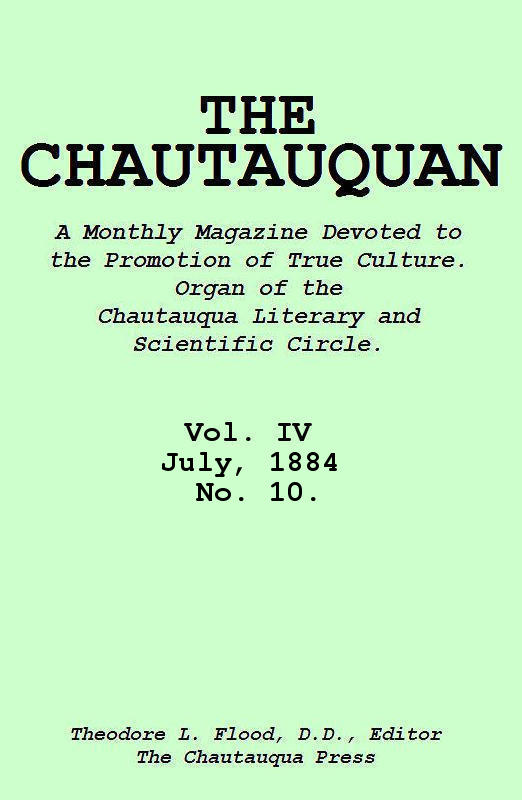 THE
CHAUTAUQUAN
A Monthly Magazine Devoted to
the Promotion of True Culture.
Organ of the
Chautauqua Literary and
Scientific Circle.
Vol. IV
July, 1884
No. 10.
Theodore L. Flood, D.D., Editor
The Chautauqua Press